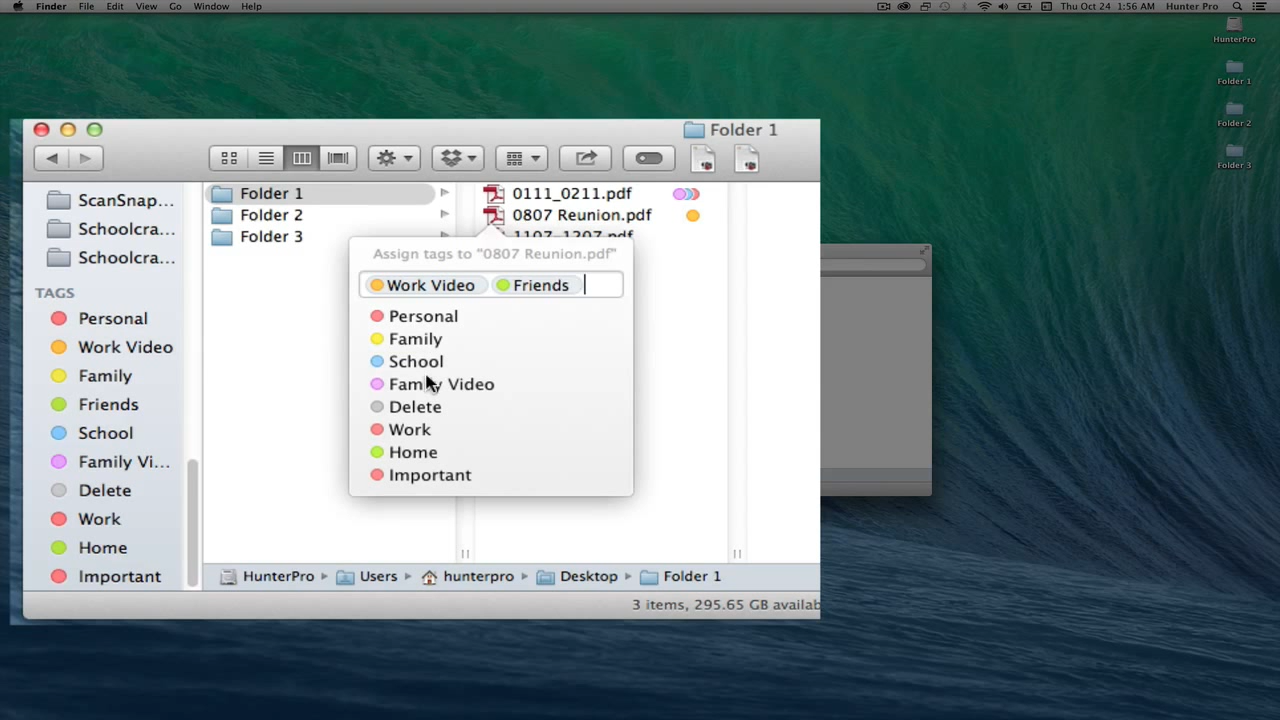 Finder File Edit View Go Window Help Thu Oct 24 1:56 AM Hunter Pro
HunterPro
Folder 1
Folder 2
Folder 3
Folder 1
ScanSnap...
Schoolcra...
Schoolcra...
TAGS
Personal
Work Video
Family
Friends
School
Family Vi...
Delete
Work
Home
Important
Folder 1
Folder 2
Folder 3
0111_0211.pdf
0807 Reunion.pdf
1107-1207.pdf
Assign tags to "0807 Reunion.pdf"
Work Video Friends
Personal
Family
School
Family Video
Delete
Work
Home
Important
HunterPro Users hunterpro Desktop Folder 1
3 items, 295.65 GB availab